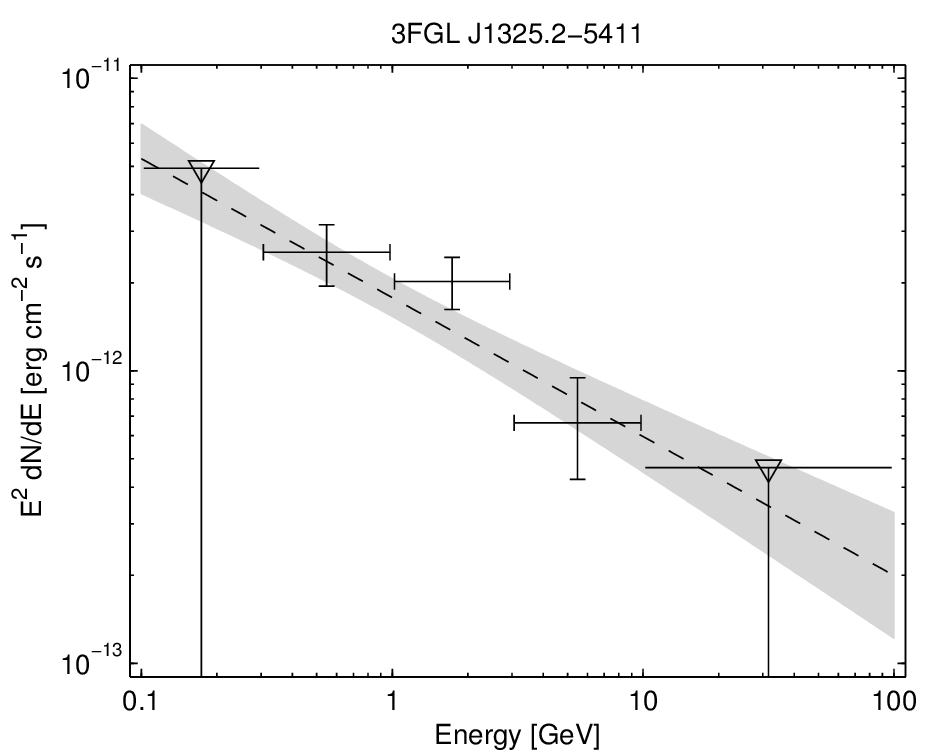 3FGL J1325.2−5411
10⁻¹¹
10⁻¹²
10⁻¹³
E² dN/dE [erg cm⁻² s⁻¹]
0.1 1 10 100
Energy [GeV]